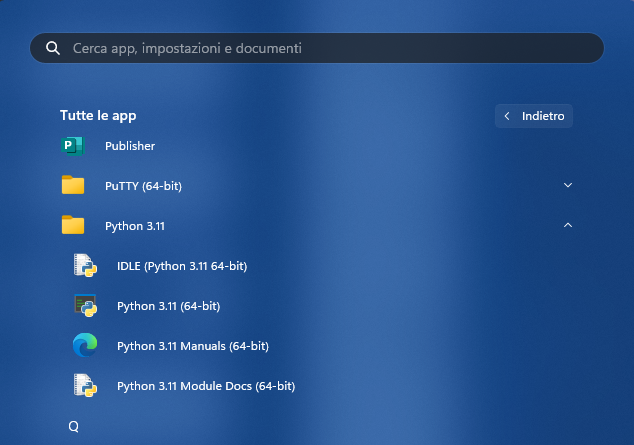 Cerca app, impostazioni e documenti
Tutte le app
Indietro
Publisher
PuTTY (64-bit)
Python 3.11
IDLE (Python 3.11 64-bit)
Python 3.11 (64-bit)
Python 3.11 Manuals (64-bit)
Python 3.11 Module Docs (64-bit)
Q